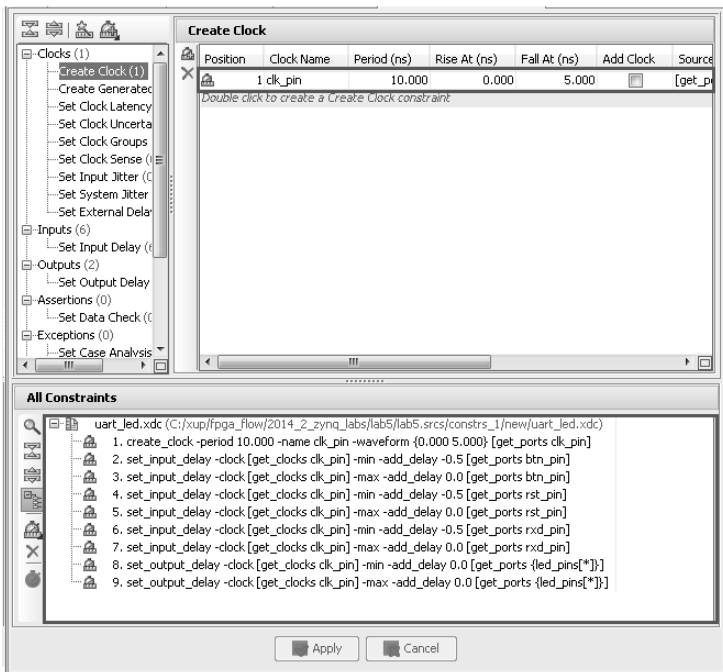 Clocks (1)
Create Clock (1)
Create Generated
Set Clock Latency
Set Clock Uncerta
Set Clock Groups
Set Clock Sense (
Set Input Jitter (0
Set System Jitter
Set External Delay
Inputs (6)
Set Input Delay (6
Outputs (2)
Set Output Delay
Assertions (0)
Set Data Check (0
Exceptions (0)
Set Case Analysis
Create Clock
Position Clock Name Period (ns) Rise At (ns) Fall At (ns) Add Clock Source
1 clk_pin 10.000 0.000 5.000 [get_po
Double click to create a Create Clock constraint
All Constraints
uart_led.xdc (C:/xup/fpga_flow/2014_2_zynq_labs/lab5/lab5.srcs/constrs_1/new/uart_led.xdc)
1. create_clock -period 10.000 -name clk_pin -waveform {0.000 5.000} [get_ports clk_pin]
2. set_input_delay -clock [get_clocks clk_pin] -min -add_delay -0.5 [get_ports btn_pin]
3. set_input_delay -clock [get_clocks clk_pin] -max -add_delay 0.0 [get_ports btn_pin]
4. set_input_delay -clock [get_clocks clk_pin] -min -add_delay -0.5 [get_ports rst_pin]
5. set_input_delay -clock [get_clocks clk_pin] -max -add_delay 0.0 [get_ports rst_pin]
6. set_input_delay -clock [get_clocks clk_pin] -min -add_delay -0.5 [get_ports rxd_pin]
7. set_input_delay -clock [get_clocks clk_pin] -max -add_delay 0.0 [get_ports rxd_pin]
8. set_output_delay -clock [get_clocks clk_pin] -min -add_delay 0.0 [get_ports {led_pins[*]}]
9. set_output_delay -clock [get_clocks clk_pin] -max -add_delay 0.0 [get_ports {led_pins[*]}]
Apply Cancel